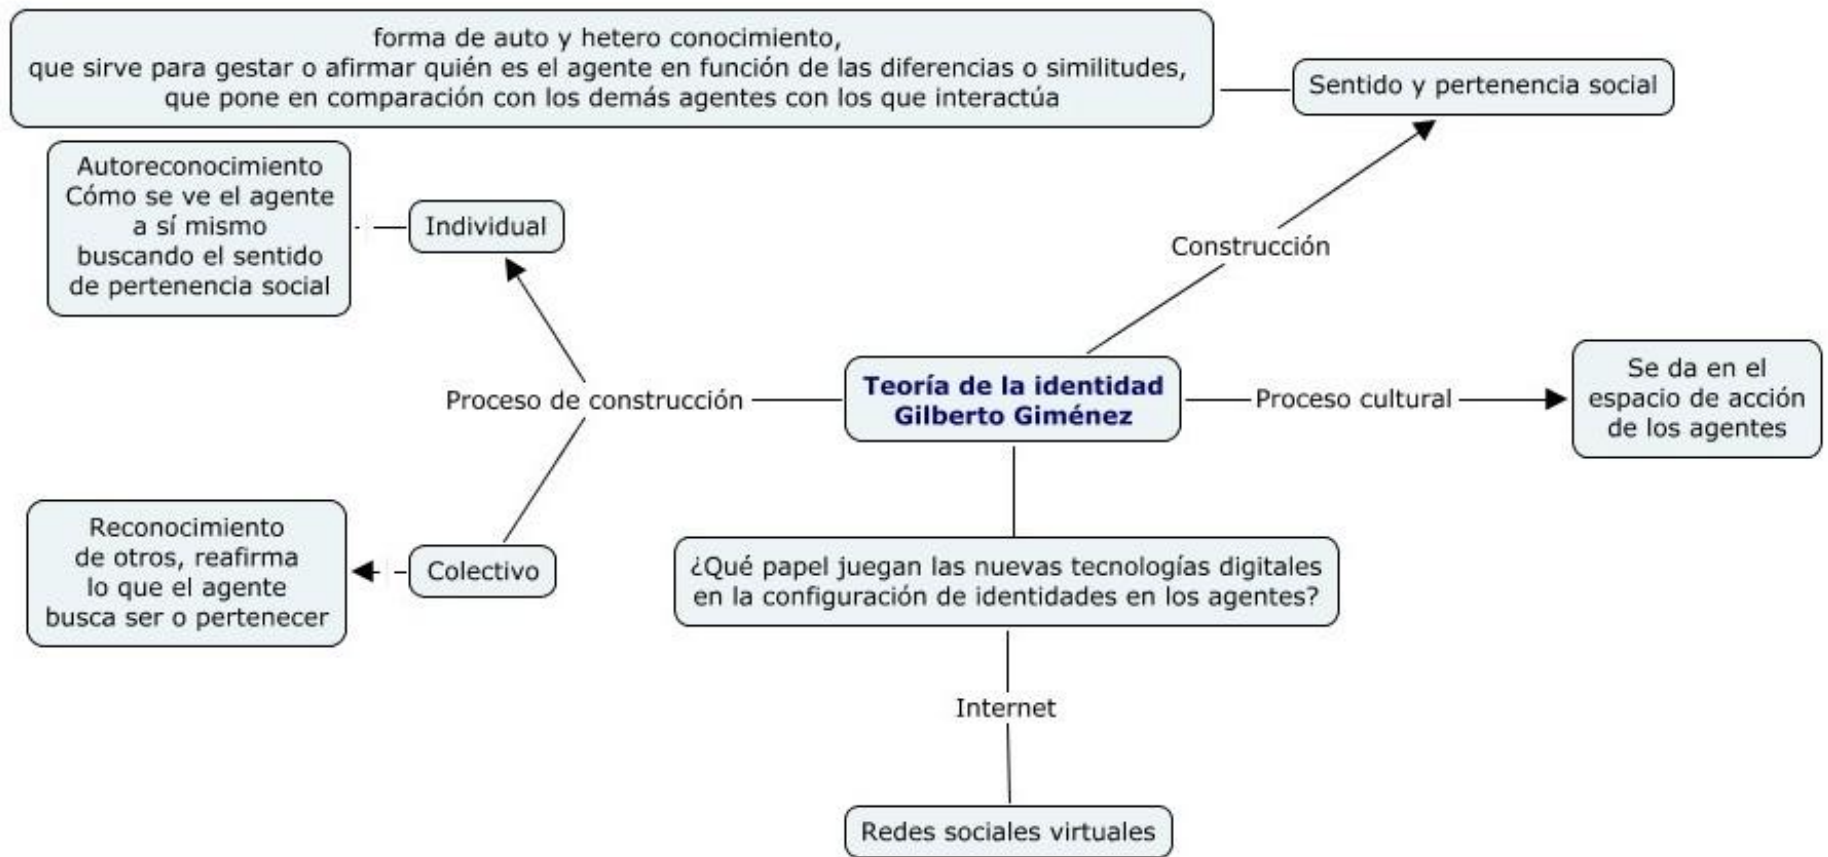 forma de auto y hetero conocimiento,
que sirve para gestar o afirmar quién es el agente en función de las diferencias o similitudes,
que pone en comparación con los demás agentes con los que interactúa
Sentido y pertenencia social
Autoreconocimiento
Cómo se ve el agente
a sí mismo
buscando el sentido
de pertenencia social
Individual
Construcción
Proceso de construcción
Teoría de la identidad
Gilberto Giménez
Proceso cultural
Se da en el
espacio de acción
de los agentes
Reconocimiento
de otros, reafirma
lo que el agente
busca ser o pertenecer
Colectivo
¿Qué papel juegan las nuevas tecnologías digitales
en la configuración de identidades en los agentes?
Internet
Redes sociales virtuales